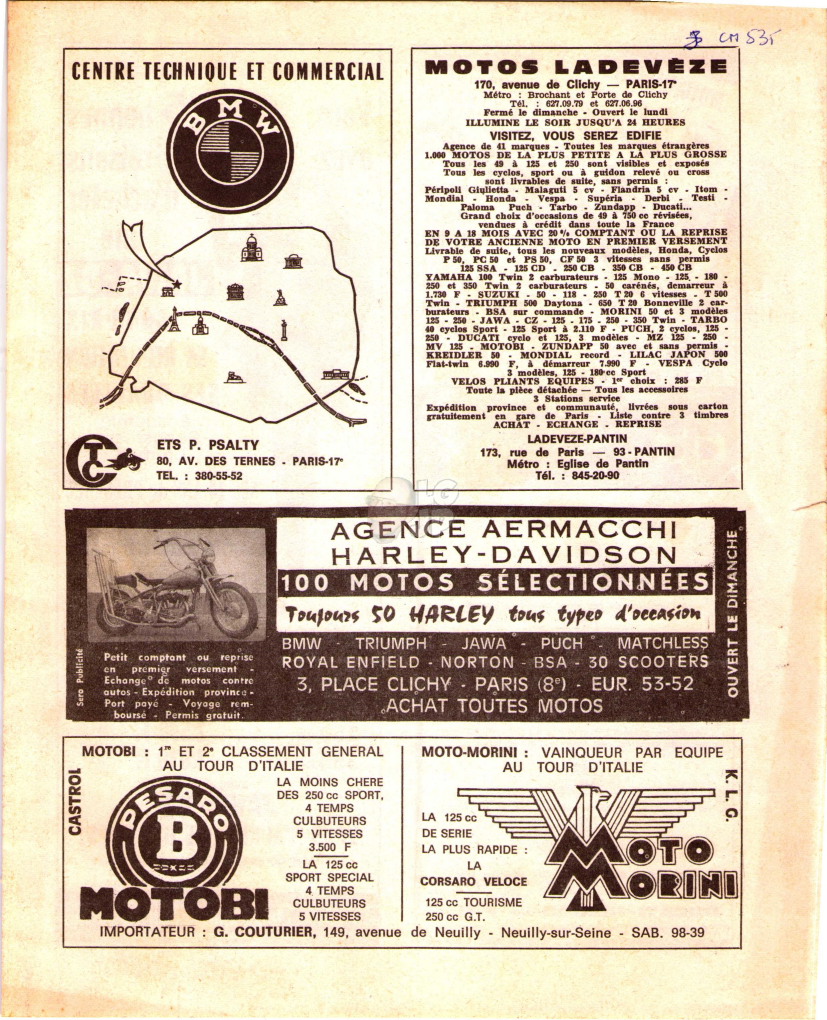 CM 535
CENTRE TECHNIQUE ET COMMERCIAL
BMW
CTC
ETS P. PSALTY
80, AV. DES TERNES - PARIS-17e
TEL. : 380-55-52
MOTOS LADEVÈZE
170, avenue de Clichy — PARIS-17e
Métro : Brochant et Porte de Clichy
Tél. : 627.09.79 et 627.06.96
Fermé le dimanche - Ouvert le lundi
ILLUMINE LE SOIR JUSQU'A 24 HEURES
VISITEZ, VOUS SEREZ EDIFIE
Agence de 41 marques - Toutes les marques étrangères
1.000 MOTOS DE LA PLUS PETITE A LA PLUS GROSSE
Tous les 49 à 125 et 250 sont visibles et exposés
Tous les cyclos, sport ou à guidon relevé ou cross
sont livrables de suite, sans permis :
Péripoli Giulietta - Malaguti 5 cv - Flandria 5 cv - Itom -
Mondial - Honda - Vespa - Supéria - Derbi - Testi -
Paloma Puch - Tarbo - Zundapp - Ducati...
Grand choix d'occasions de 49 à 750 cc révisées,
vendues à crédit dans toute la France
EN 9 A 18 MOIS AVEC 20 % COMPTANT OU LA REPRISE
DE VOTRE ANCIENNE MOTO EN PREMIER VERSEMENT
Livrable de suite, tous les nouveaux modèles, Honda, Cyclos
P 50, PC 50 et PS 50, CF 50 3 vitesses sans permis
125 SSA - 125 CD - 250 CB - 350 CB - 450 CB
YAMAHA 100 Twin 2 carburateurs - 125 Mono - 125 - 180 -
250 et 350 Twin 2 carburateurs - 50 carénés, demarreur à
1.730 F - SUZUKI - 50 - 118 - 250 T 20 6 vitesses - T 500
Twin - TRIUMPH 500 Daytona - 650 T 20 Bonneville 2 car-
burateurs - BSA sur commande - MORINI 50 et 3 modèles
125 - 250 - JAWA - CZ - 125 - 175 - 250 - 350 Twin - TARBO
40 cyclos Sport - 125 Sport à 2.110 F - PUCH, 2 cyclos, 125 -
250 - DUCATI cyclo et 125, 3 modèles - MZ 125 - 250 -
MV 125 - MOTOBI - ZUNDAPP 50 avec et sans permis -
KREIDLER 50 - MONDIAL record - LILAC JAPON 500
Flat-twin 6.990 F, à démarreur 7.990 F - VESPA Cyclo
3 modèles, 125 - 180 cc Sport
VELOS PLIANTS EQUIPES - 1er choix : 285 F
Toute la pièce détachée — Tous les accessoires
3 Stations service
Expédition province et communauté, livrées sous carton
gratuitement en gare de Paris - Liste contre 3 timbres
ACHAT - ECHANGE - REPRISE
LADEVEZE-PANTIN
173, rue de Paris — 93 - PANTIN
Métro : Eglise de Pantin
Tél. : 845-20-90
AGENCE AERMACCHI
HARLEY-DAVIDSON
100 MOTOS SÉLECTIONNÉES
Toujours 50 HARLEY tous types d'occasion
BMW TRIUMPH - JAWA - PUCH - MATCHLESS
ROYAL ENFIELD - NORTON - BSA - 30 SCOOTERS
3, PLACE CLICHY - PARIS (8e) - EUR. 53-52
ACHAT TOUTES MOTOS
OUVERT LE DIMANCHE
Sera Publicité
Petit comptant ou reprise
en premier versement -
Echange de motos contre
autos - Expédition province -
Port payé - Voyage rem-
boursé - Permis gratuit.
MOTOBI : 1er ET 2e CLASSEMENT GENERAL
AU TOUR D'ITALIE
CASTROL
PESARO
B
MOTOBI
LA MOINS CHERE
DES 250 cc SPORT,
4 TEMPS
CULBUTEURS
5 VITESSES
3.500 F
LA 125 cc
SPORT SPECIAL
4 TEMPS
CULBUTEURS
5 VITESSES
MOTO-MORINI : VAINQUEUR PAR EQUIPE
AU TOUR D'ITALIE
K. L. G.
LA 125 cc
DE SERIE
LA PLUS RAPIDE :
LA
CORSARO VELOCE
125 cc TOURISME
250 cc G.T.
MOTO
MORINI
IMPORTATEUR : G. COUTURIER, 149, avenue de Neuilly - Neuilly-sur-Seine - SAB. 98-39